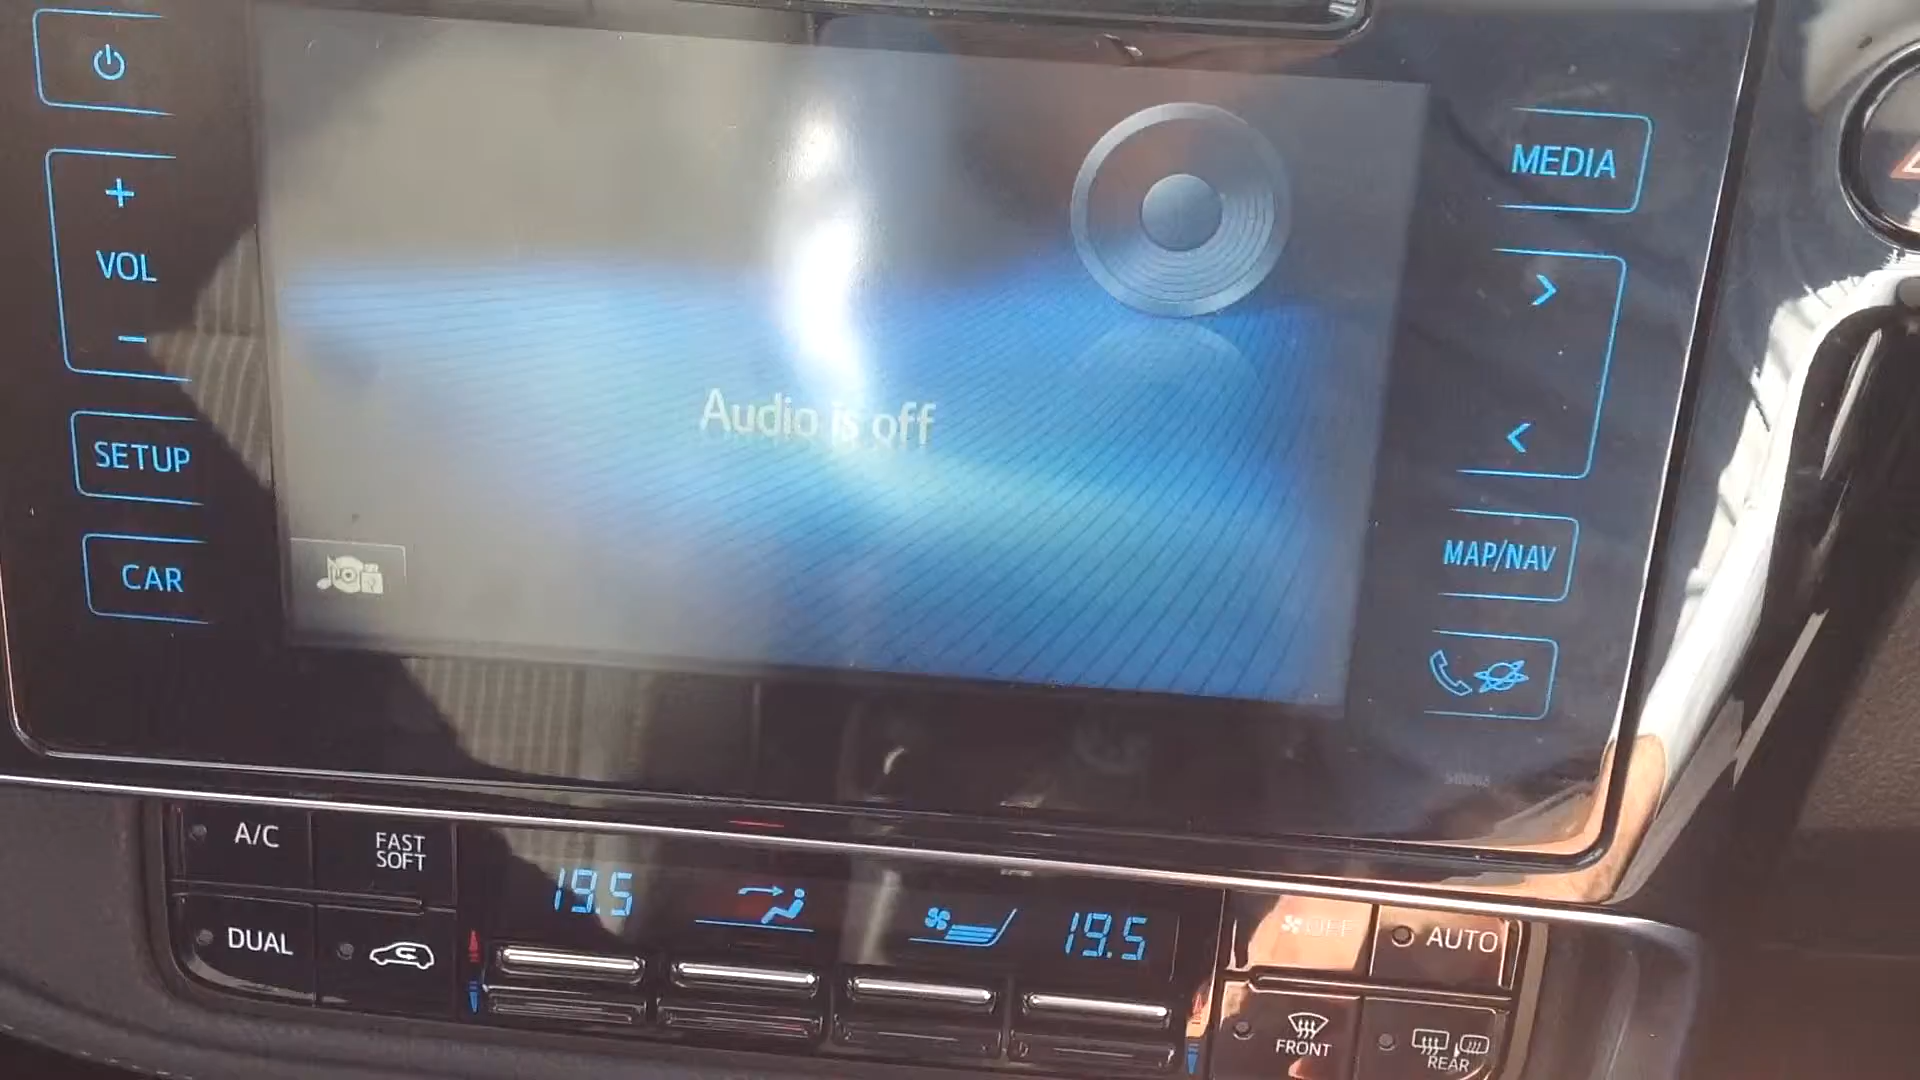 +
VOL
−
SETUP
CAR
Audio is off
MEDIA
>
<
MAP/NAV
A/C
FAST
SOFT
19.5
19.5
OFF
AUTO
DUAL
FRONT
REAR